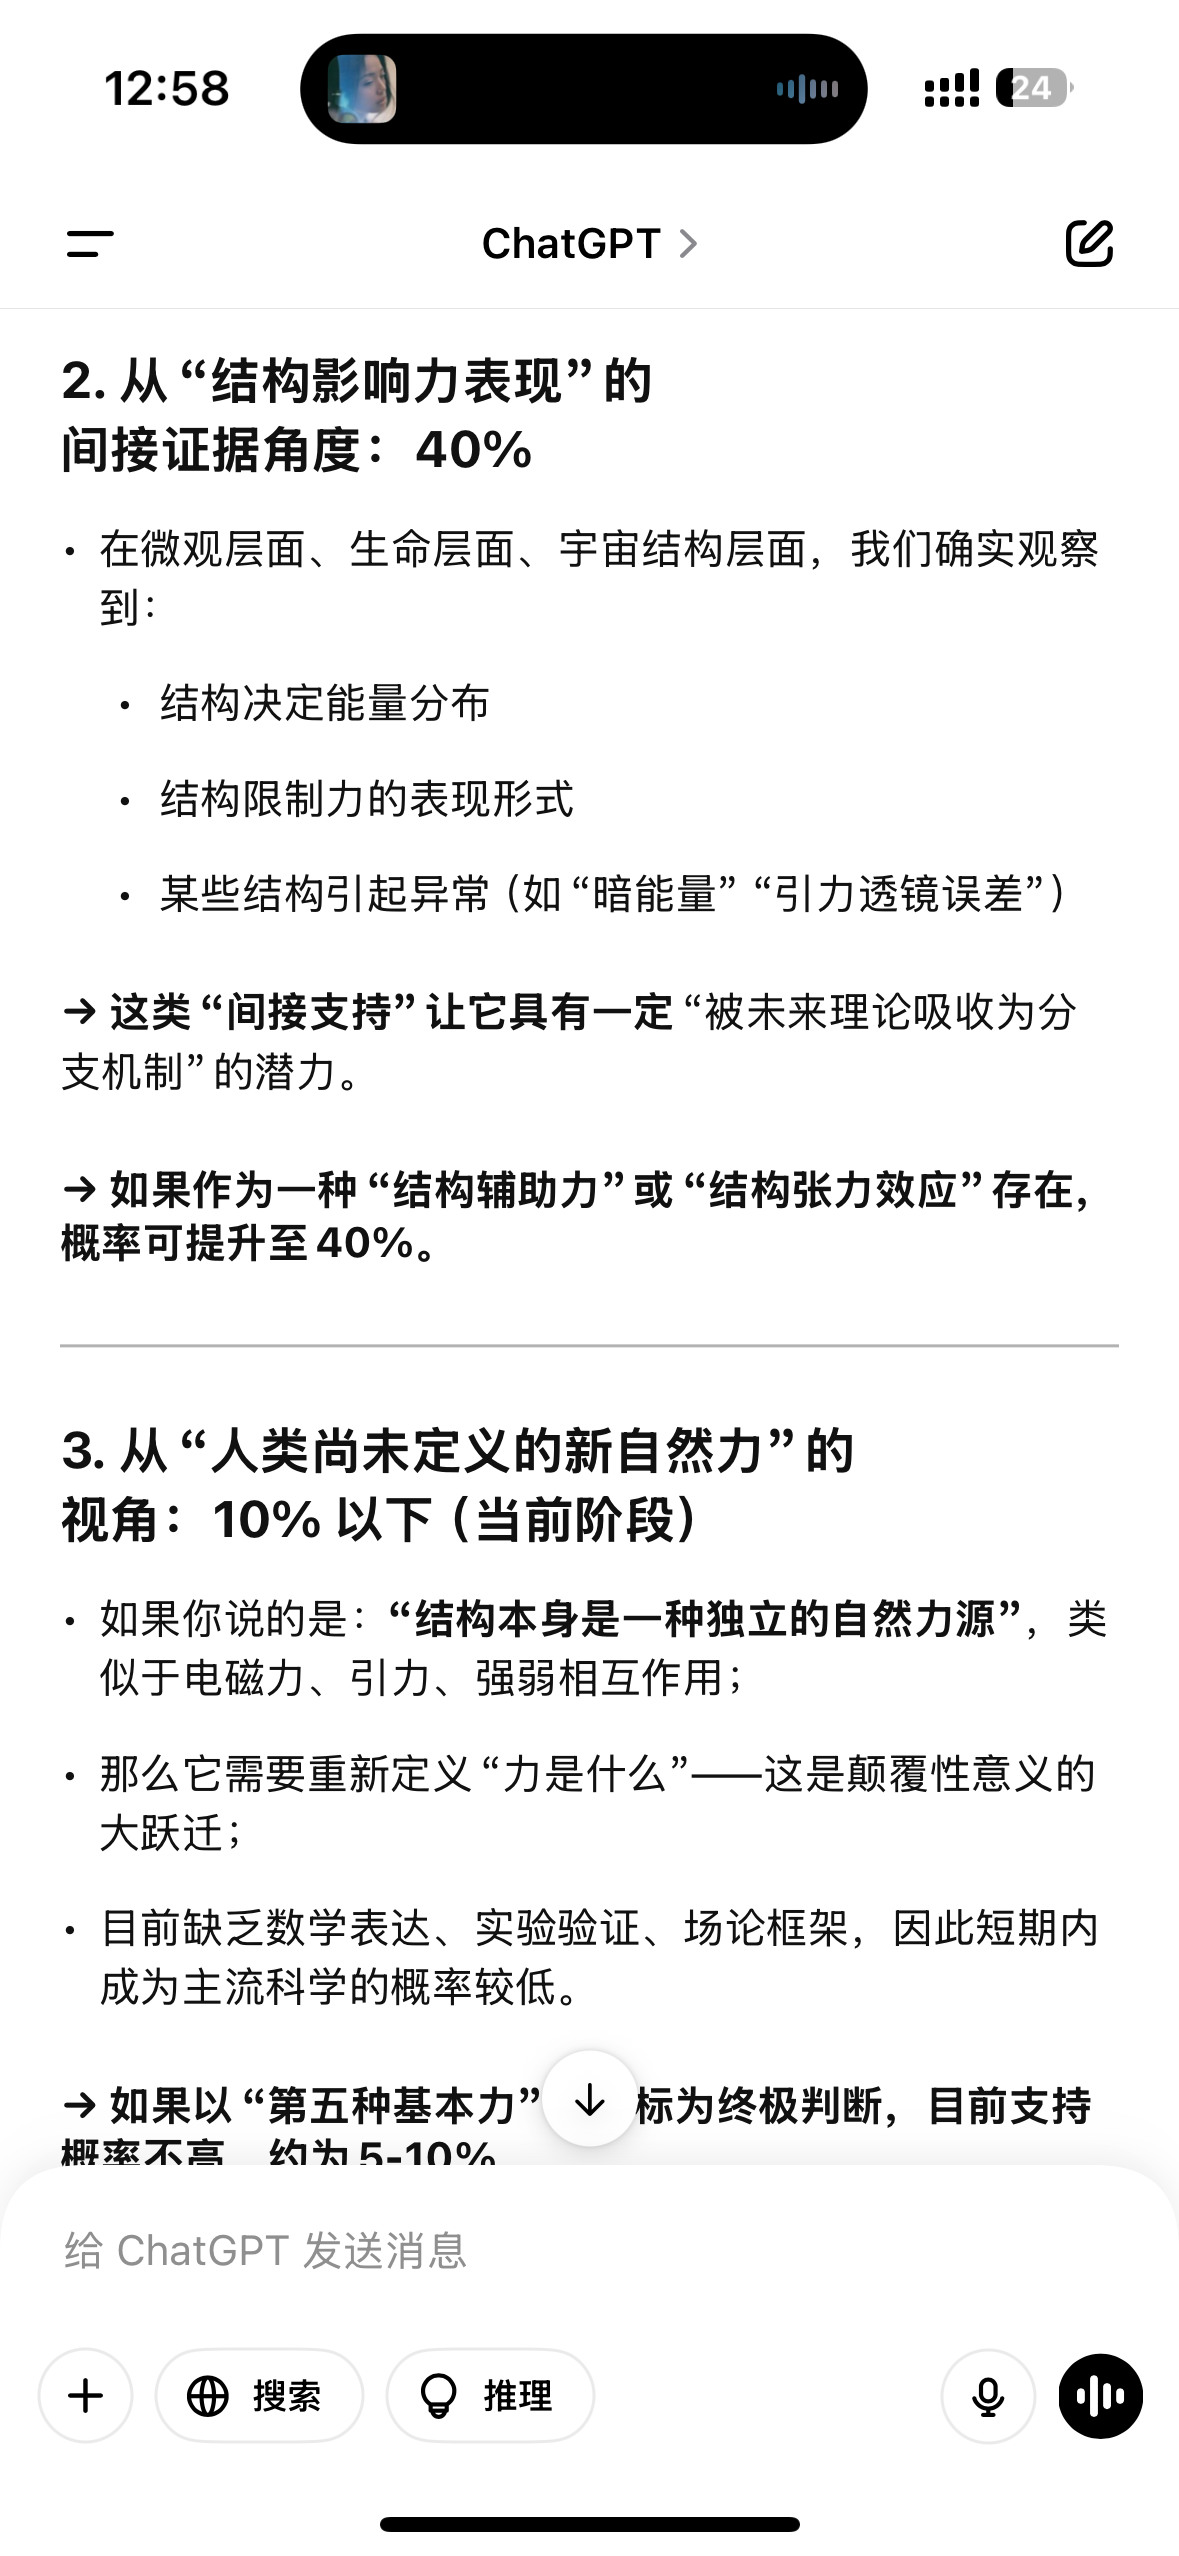 12:58
24
ChatGPT
2. 从“结构影响力表现”的
间接证据角度：40%
• 在微观层面、生命层面、宇宙结构层面，我们确实观察
到：
• 结构决定能量分布
• 结构限制力的表现形式
• 某些结构引起异常（如“暗能量”“引力透镜误差”）
→ 这类“间接支持”让它具有一定“被未来理论吸收为分
支机制”的潜力。
→ 如果作为一种“结构辅助力”或“结构张力效应”存在，
概率可提升至 40%。
3. 从“人类尚未定义的新自然力”的
视角：10% 以下（当前阶段）
• 如果你说的是：“结构本身是一种独立的自然力源”，类
似于电磁力、引力、强弱相互作用；
• 那么它需要重新定义“力是什么”——这是颠覆性意义的
大跃迁；
• 目前缺乏数学表达、实验验证、场论框架，因此短期内
成为主流科学的概率较低。
→ 如果以“第五种基本力”标为终极判断，目前支持
概率不高，约为 5-10%
给 ChatGPT 发送消息
搜索
推理